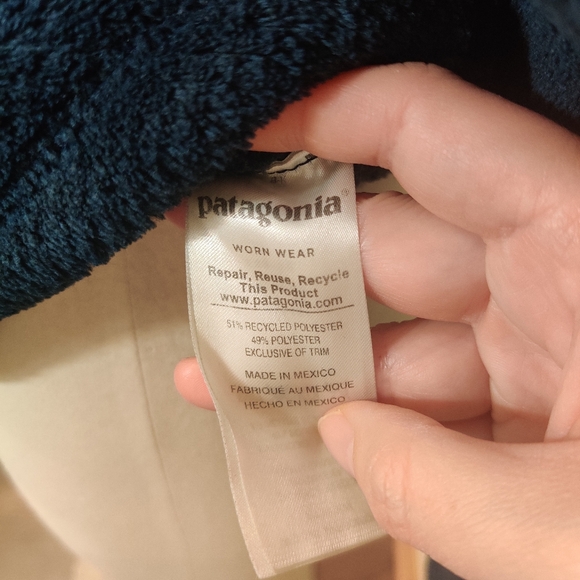 patagonia®
WORN WEAR
Repair, Reuse, Recycle
This Product
www.patagonia.com
51% RECYCLED POLYESTER
49% POLYESTER
EXCLUSIVE OF TRIM
MADE IN MEXICO
FABRIQUE AU MEXIQUE
HECHO EN MEXICO